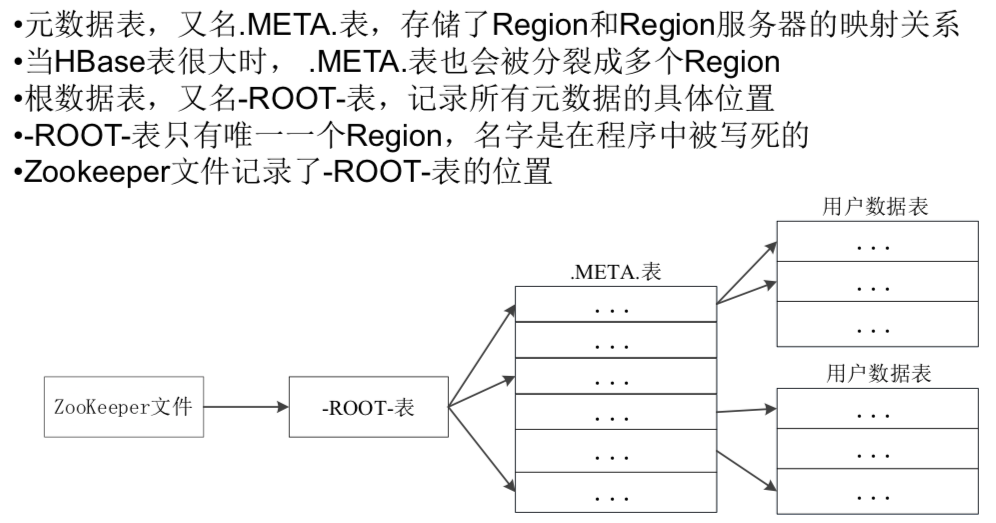 •元数据表，又名.META.表，存储了Region和Region服务器的映射关系
•当HBase表很大时， .META.表也会被分裂成多个Region
•根数据表，又名-ROOT-表，记录所有元数据的具体位置
•-ROOT-表只有唯一一个Region，名字是在程序中被写死的
•Zookeeper文件记录了-ROOT-表的位置
ZooKeeper文件
-ROOT-表
.META.表
...
...
...
...
...
...
用户数据表
...
...
...
用户数据表
...
...
...